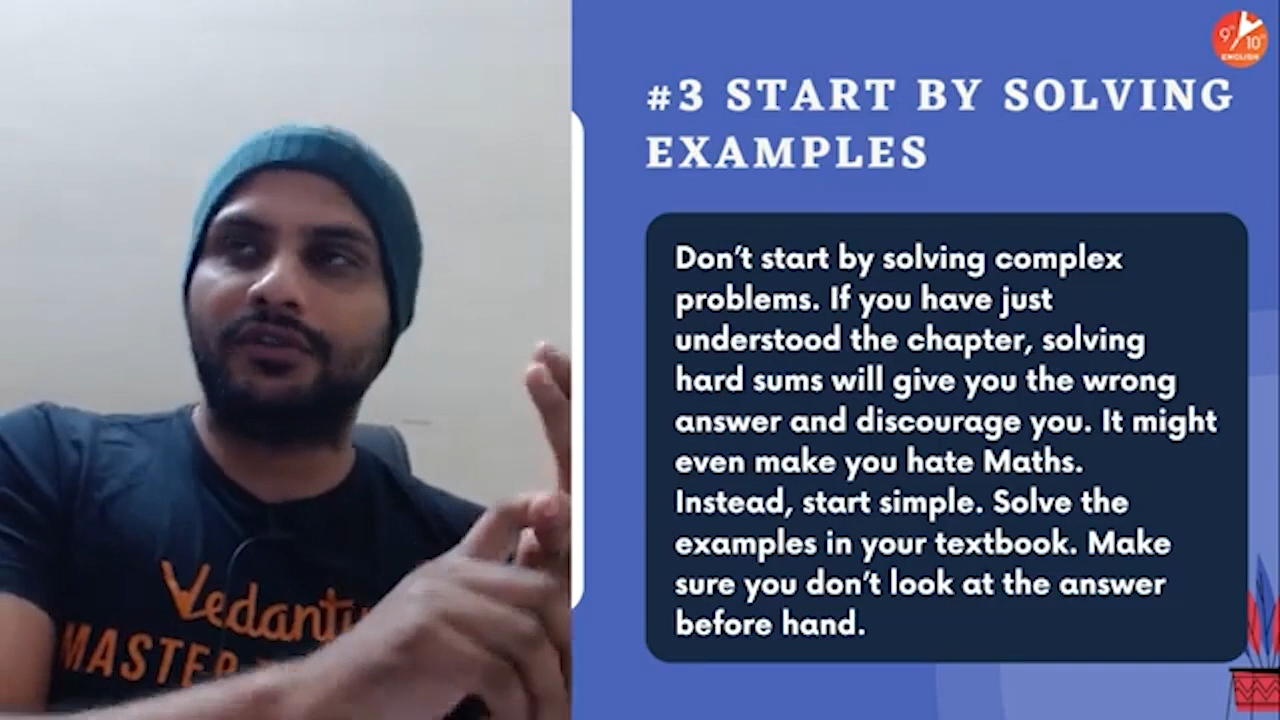 9th 10th
ENGLISH
#3 START BY SOLVING
EXAMPLES
Don't start by solving complex
problems. If you have just
understood the chapter, solving
hard sums will give you the wrong
answer and discourage you. It might
even make you hate Maths.
Instead, start simple. Solve the
examples in your textbook. Make
sure you don't look at the answer
before hand.
Vedantu
MASTER